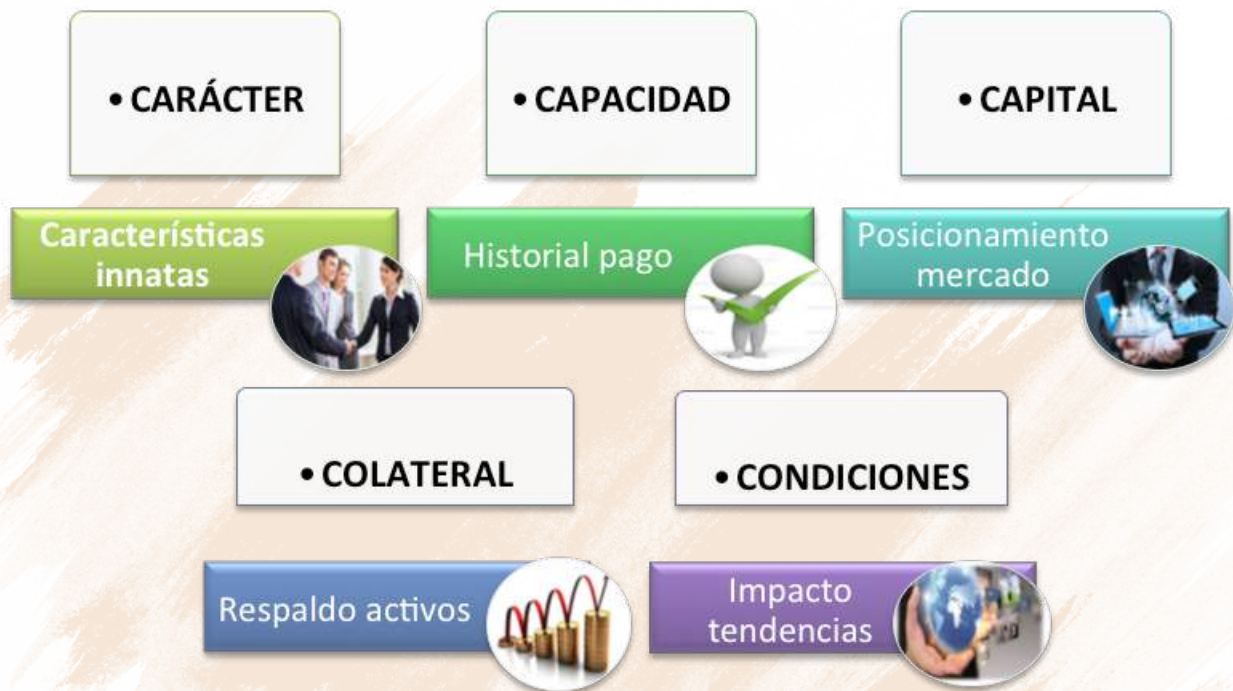 • CARÁCTER
• CAPACIDAD
• CAPITAL
Características
innatas
Historial pago
Posicionamiento
mercado
• COLATERAL
• CONDICIONES
Respaldo activos
Impacto
tendencias